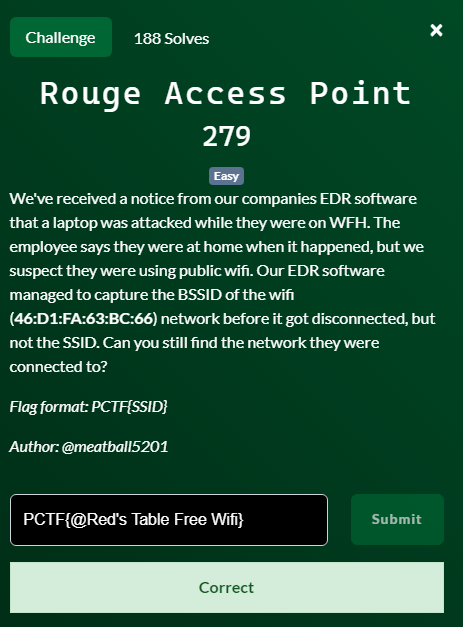 Challenge
188 Solves
×
Rouge Access Point
279
Easy
We've received a notice from our companies EDR software
that a laptop was attacked while they were on WFH. The
employee says they were at home when it happened, but we
suspect they were using public wifi. Our EDR software
managed to capture the BSSID of the wifi
(46:D1:FA:63:BC:66) network before it got disconnected, but
not the SSID. Can you still find the network they were
connected to?
Flag format: PCTF{SSID}
Author: @meatball5201
PCTF{@Red's Table Free Wifi}
Submit
Correct